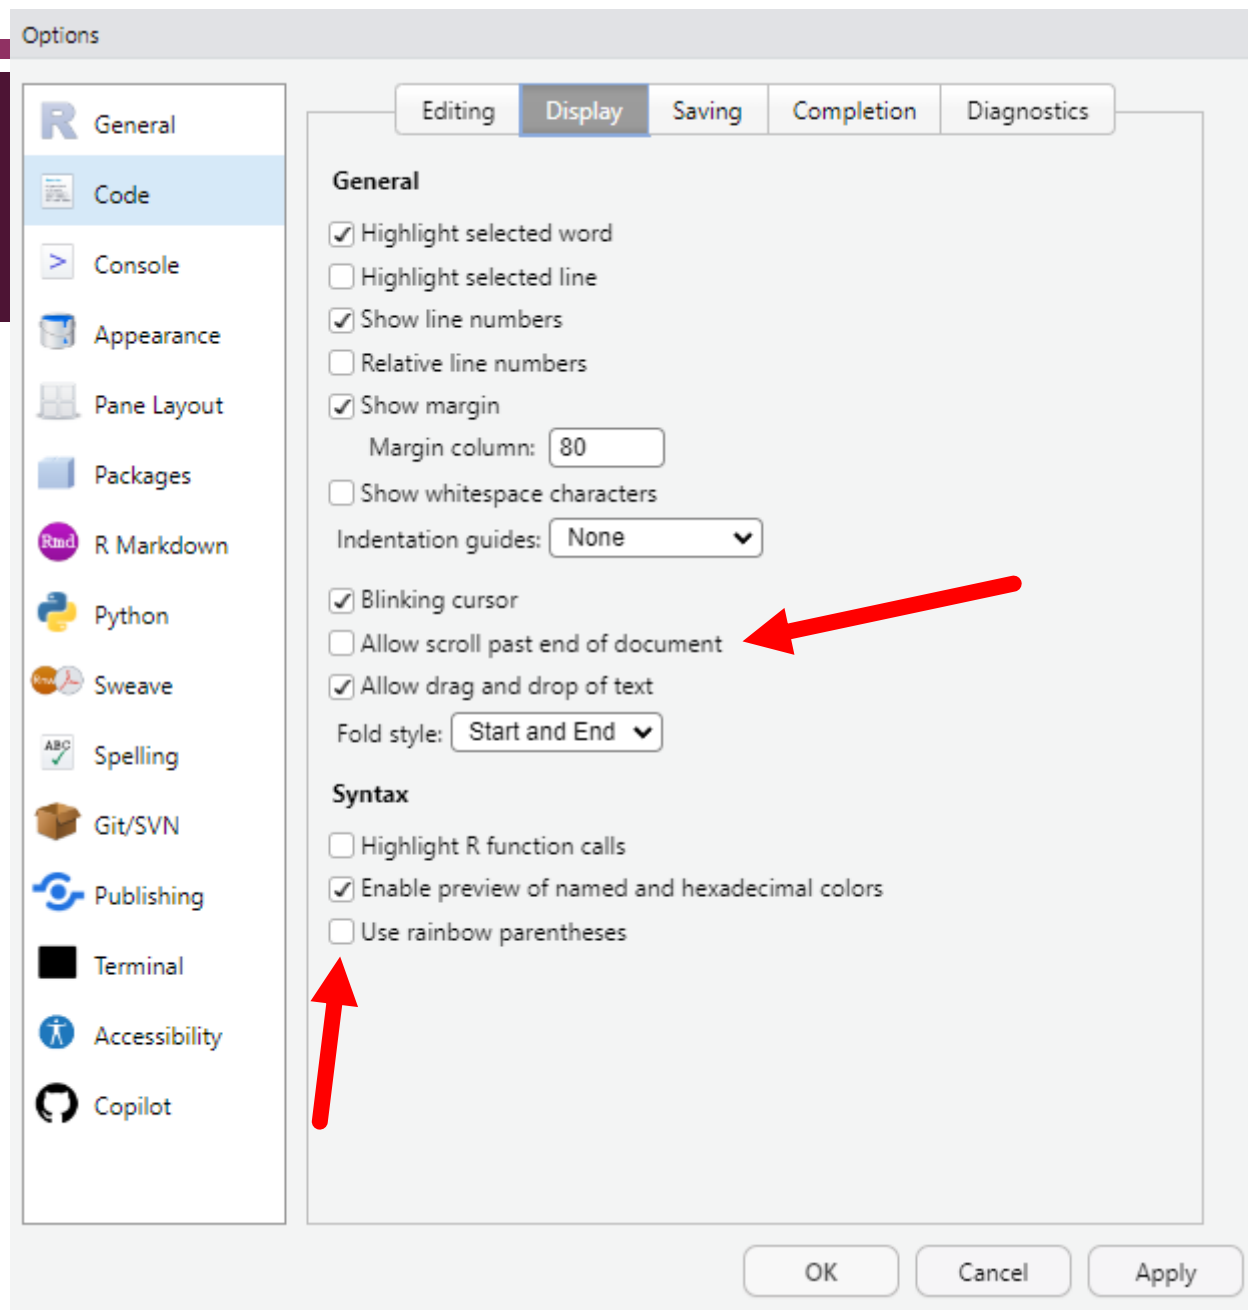 Options
General
Code
Console
Appearance
Pane Layout
Packages
Rmd
R Markdown
Python
Rnw
Sweave
ABC
Spelling
Git/SVN
Publishing
Terminal
Accessibility
Copilot
Editing Display Saving Completion Diagnostics
General
Highlight selected word
Highlight selected line
Show line numbers
Relative line numbers
Show margin
Margin column: 80
Show whitespace characters
Indentation guides: None
Blinking cursor
Allow scroll past end of document
Allow drag and drop of text
Fold style: Start and End
Syntax
Highlight R function calls
Enable preview of named and hexadecimal colors
Use rainbow parentheses
OK Cancel Apply